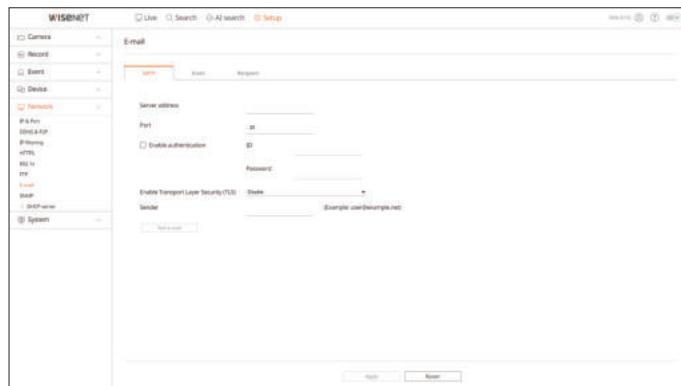 WISENET
Live Search AI search Setup
Camera
Record
Event
Device
Network
IP & Port
DDNS & P2P
IP filtering
HTTPS
802.1x
FTP
E-mail
SNMP
DHCP server
System
E-mail
SMTP Event Recipient
Server address
Port 25
Enable authentication ID
Password
Enable Transport Layer Security (TLS) Disable
Sender (Example: user@example.net)
Test e-mail
Apply Revert